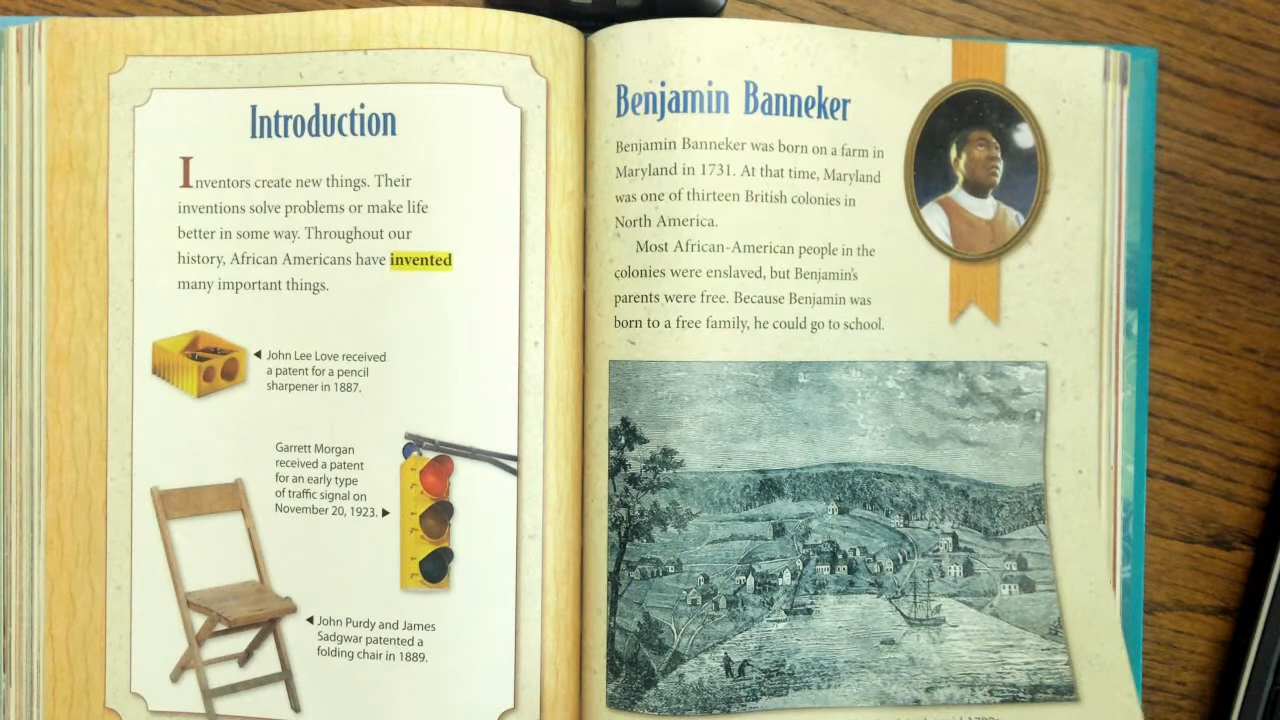 Introduction
Inventors create new things. Their
inventions solve problems or make life
better in some way. Throughout our
history, African Americans have invented
many important things.
John Lee Love received
a patent for a pencil
sharpener in 1887.
Garrett Morgan
received a patent
for an early type
of traffic signal on
November 20, 1923.
John Purdy and James
Sadgwar patented a
folding chair in 1889.
Benjamin Banneker
Benjamin Banneker was born on a farm in
Maryland in 1731. At that time, Maryland
was one of thirteen British colonies in
North America.
Most African-American people in the
colonies were enslaved, but Benjamin's
parents were free. Because Benjamin was
born to a free family, he could go to school.